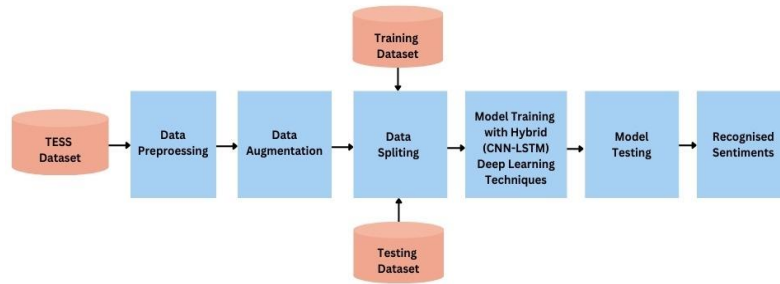 Training
Dataset
TESS
Dataset
Data
Preproessing
Data
Augmentation
Data
Spliting
Model Training
with Hybrid
(CNN-LSTM)
Deep Learning
Techniques
Model
Testing
Recognised
Sentiments
Testing
Dataset